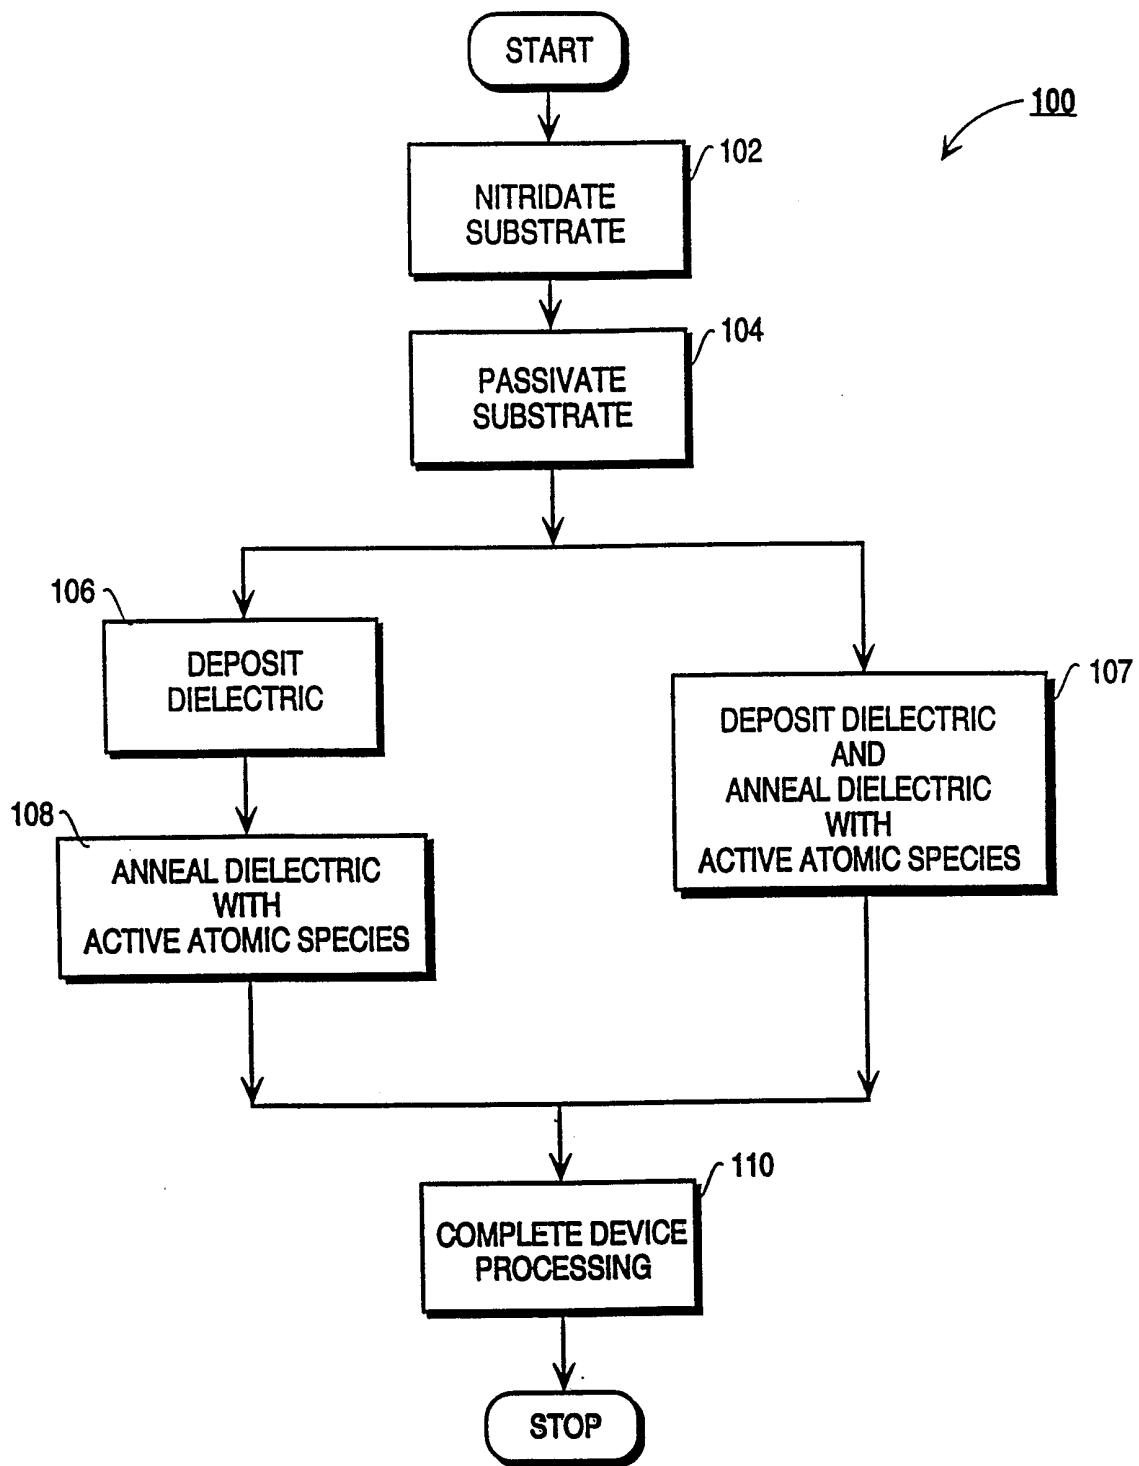 START
100
102
NITRIDATE
SUBSTRATE
104
PASSIVATE
SUBSTRATE
106
DEPOSIT
DIELECTRIC
107
DEPOSIT DIELECTRIC
AND
ANNEAL DIELECTRIC
WITH
ACTIVE ATOMIC SPECIES
108
ANNEAL DIELECTRIC
WITH
ACTIVE ATOMIC SPECIES
110
COMPLETE DEVICE
PROCESSING
STOP